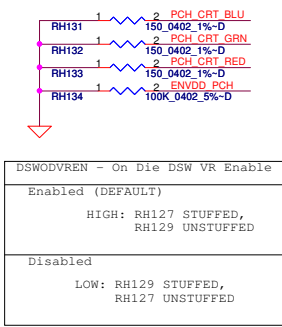 1 2 PCH_CRT_BLU
RH131 150_0402_1%~D
1 2 PCH_CRT_GRN
RH132 150_0402_1%~D
1 2 PCH_CRT_RED
RH133 150_0402_1%~D
1 2 ENVDD_PCH
RH134 100K_0402_5%~D
DSWODVREN - On Die DSW VR Enable
Enabled (DEFAULT)
HIGH: RH127 STUFFED,
RH129 UNSTUFFED
Disabled
LOW: RH129 STUFFED,
RH127 UNSTUFFED